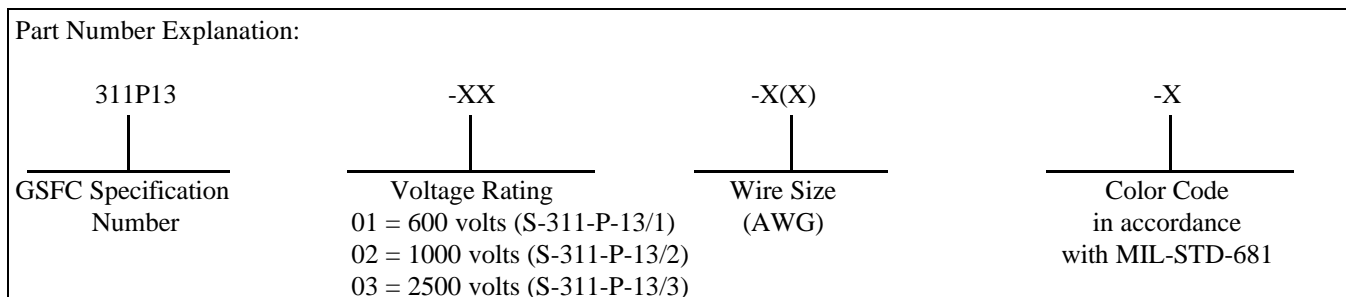 Part Number Explanation:
311P13 -XX -X(X) -X
GSFC Specification Voltage Rating Wire Size Color Code
Number 01 = 600 volts (S-311-P-13/1) (AWG) in accordance
02 = 1000 volts (S-311-P-13/2) with MIL-STD-681
03 = 2500 volts (S-311-P-13/3)